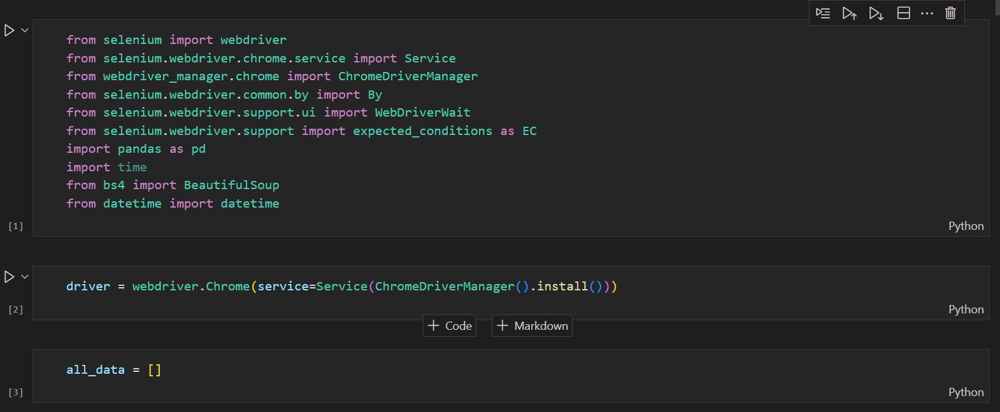 from selenium import webdriver
from selenium.webdriver.chrome.service import Service
from webdriver_manager.chrome import ChromeDriverManager
from selenium.webdriver.common.by import By
from selenium.webdriver.support.ui import WebDriverWait
from selenium.webdriver.support import expected_conditions as EC
import pandas as pd
import time
from bs4 import BeautifulSoup
from datetime import datetime
[1]
Python
driver = webdriver.Chrome(service=Service(ChromeDriverManager().install()))
[2]
Python
Code Markdown
all_data = []
[3]
Python